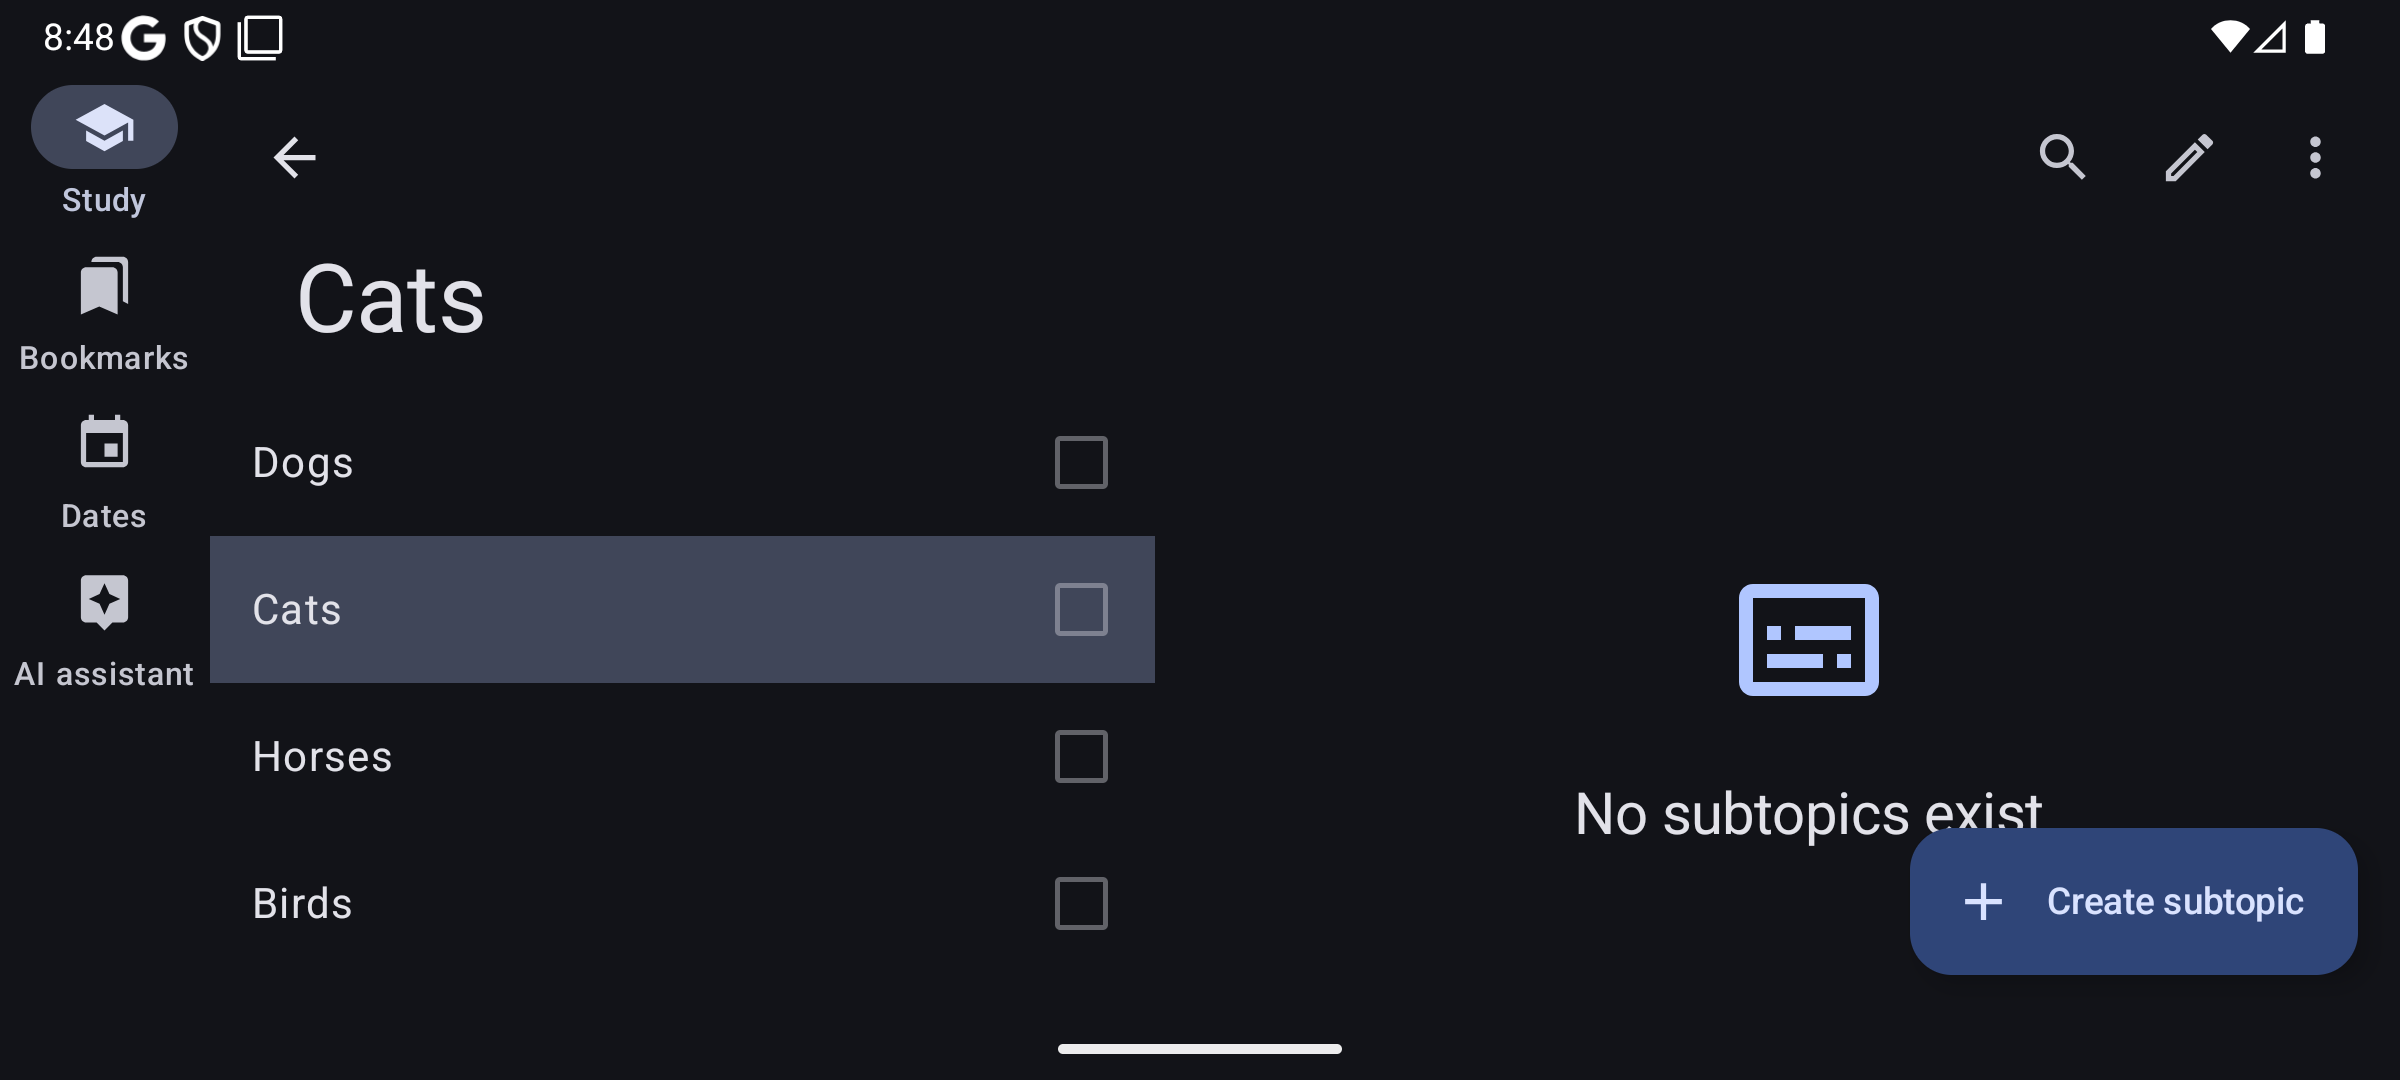 8:48
Study
Bookmarks
Dates
AI assistant
Cats
Dogs
Cats
Horses
Birds
No subtopics exist
Create subtopic